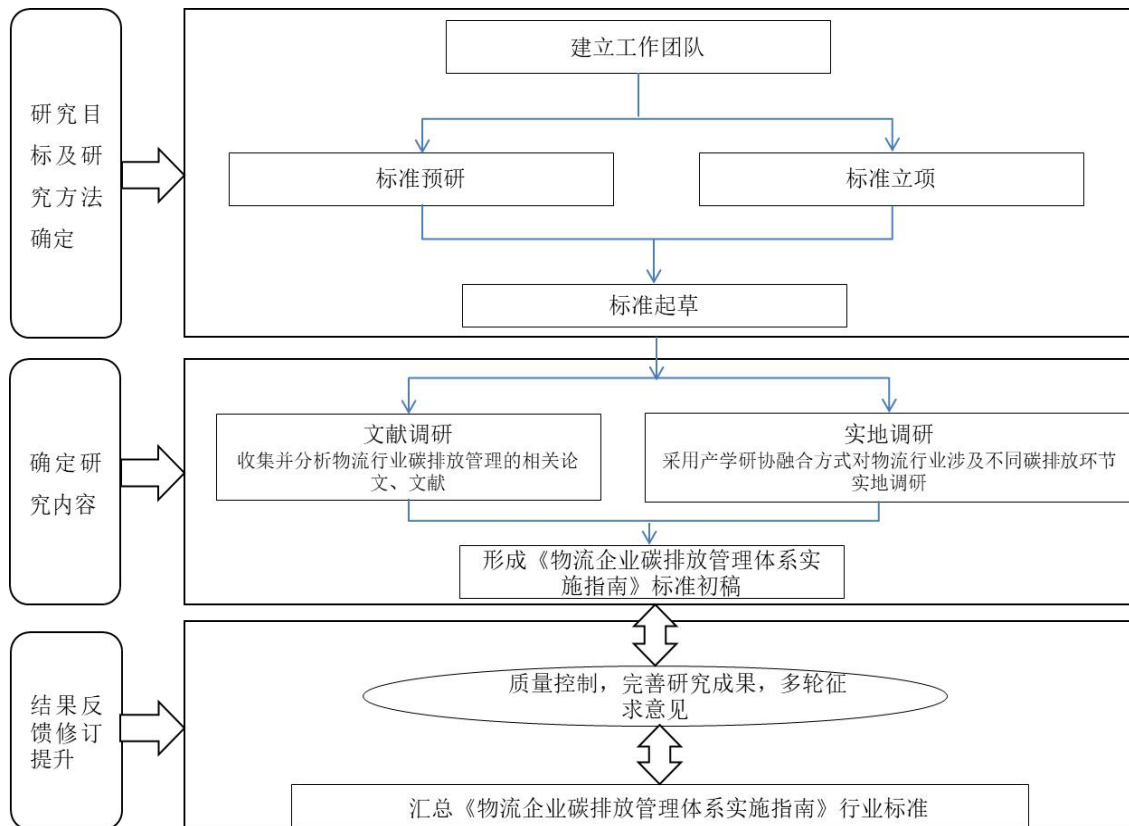 研究目
标及研
究方法
确定
建立工作团队
标准预研
标准立项
标准起草
确定研
究内容
文献调研
收集并分析物流行业碳排放管理的相关论
文、文献
实地调研
采用产学研协融合方式对物流行业涉及不同碳排放环节
实地调研
形成《物流企业碳排放管理体系实
施指南》标准初稿
结果反
馈修订
提升
质量控制，完善研究成果，多轮征
求意见
汇总《物流企业碳排放管理体系实施指南》行业标准